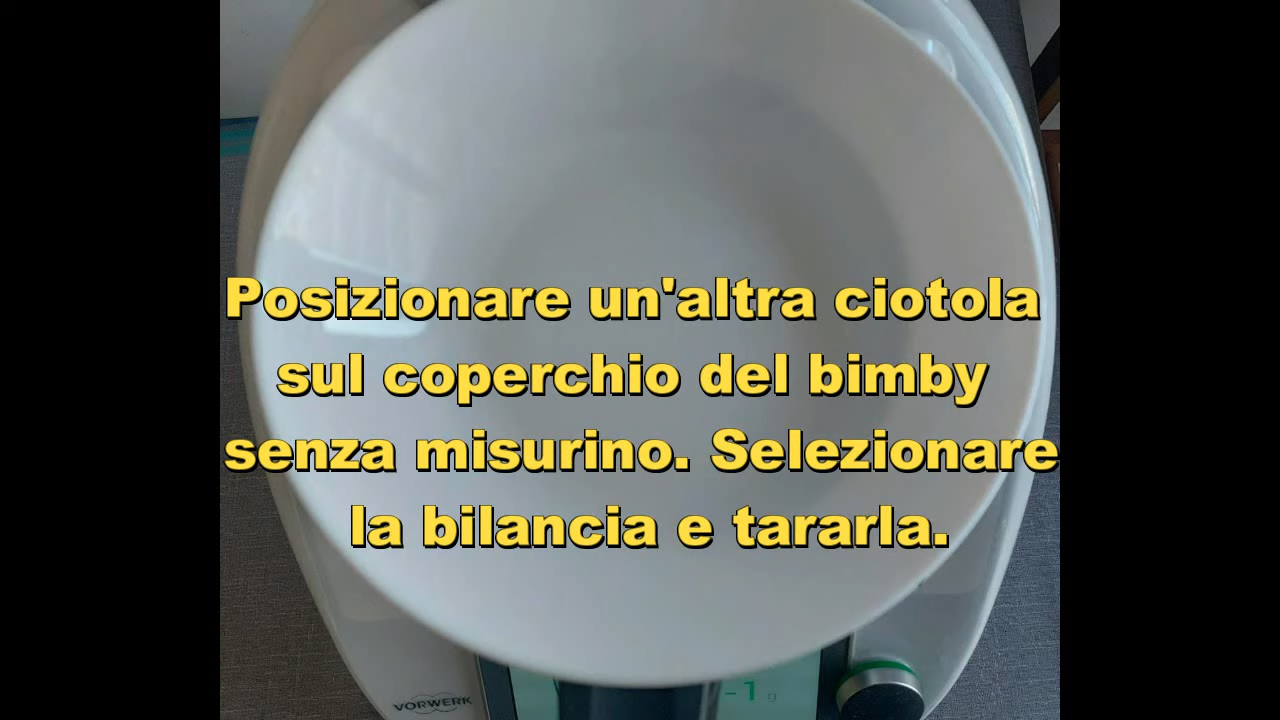 Posizionare un'altra ciotola
sul coperchio del bimby
senza misurino. Selezionare
la bilancia e tararla.
-1 g
VORWERK